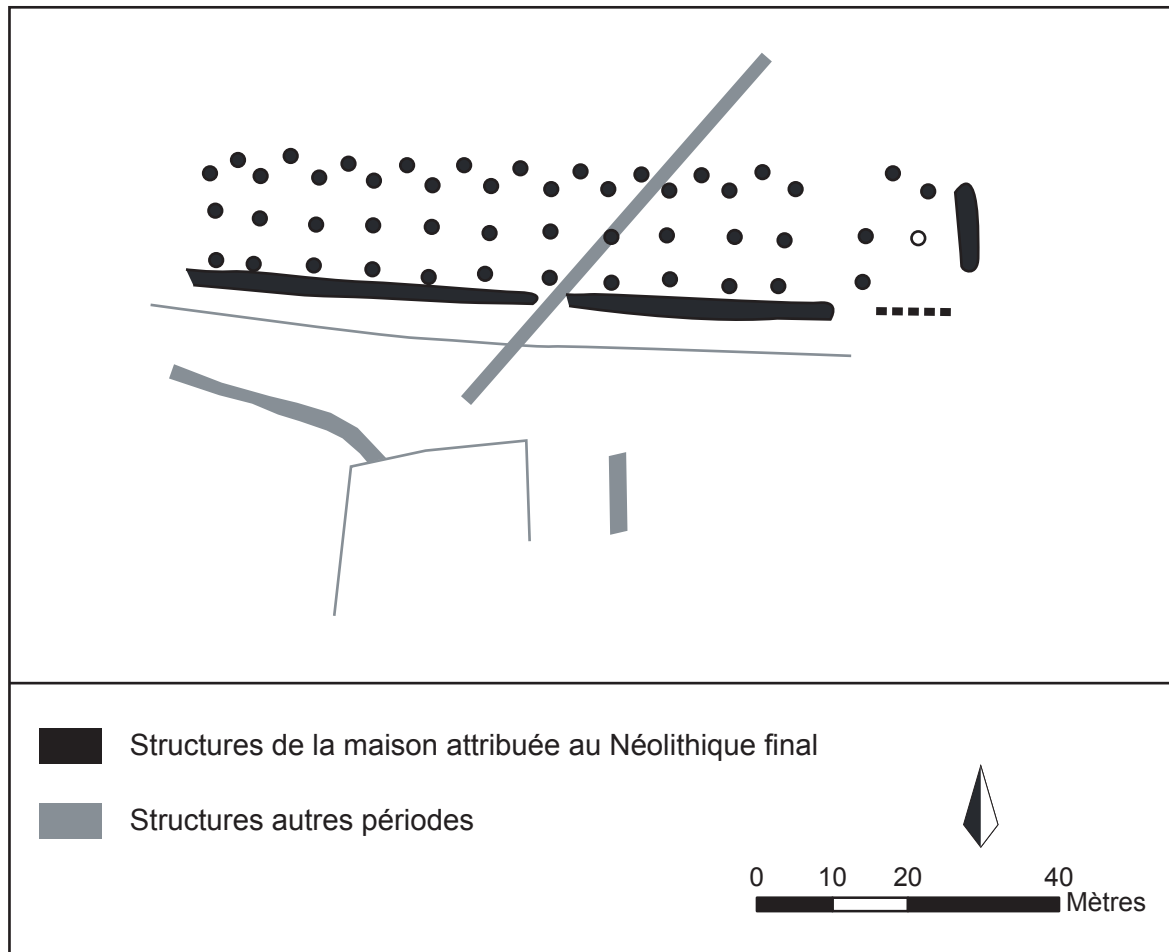 Structures de la maison attribuée au Néolithique final
Structures autres périodes
0 10 20 40
Mètres